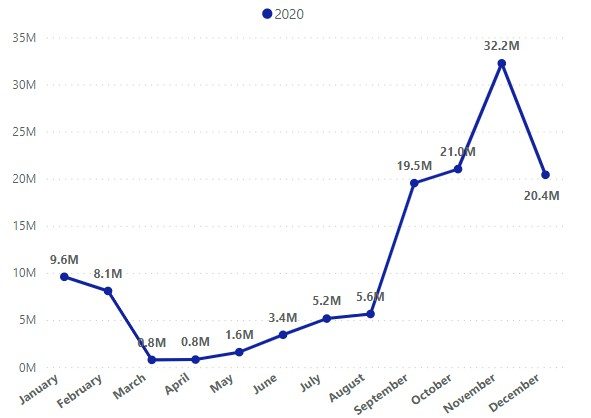 2020
35M
30M
25M
20M
15M
10M
5M
0M
9.6M
8.1M
0.8M
0.8M
1.6M
3.4M
5.2M
5.6M
19.5M
21.0M
32.2M
20.4M
January
February
March
April
May
June
July
August
September
October
November
December